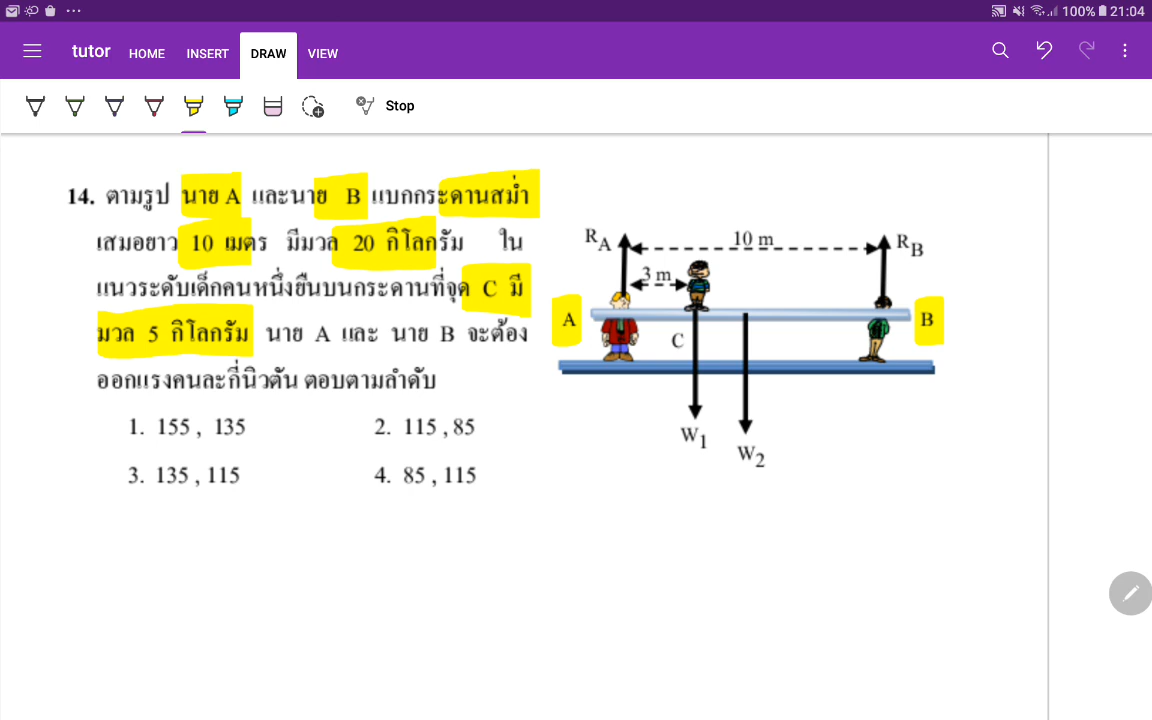 100% 21:04
tutor HOME INSERT DRAW VIEW
Stop
14. ตามรูป นาย A และนาย B แบกกระดานสม่ำ
เสมอยาว 10 เมตร มีมวล 20 กิโลกรัม ใน
แนวระดับเด็กคนหนึ่งยืนบนกระดานที่จุด C มี
มวล 5 กิโลกรัม นาย A และ นาย B จะต้อง
ออกแรงคนละกี่นิวตัน ตอบตามลำดับ
1. 155 , 135 2. 115 , 85
3. 135 , 115 4. 85 , 115
RA 10 m RB
3 m
A B
C
W1
W2